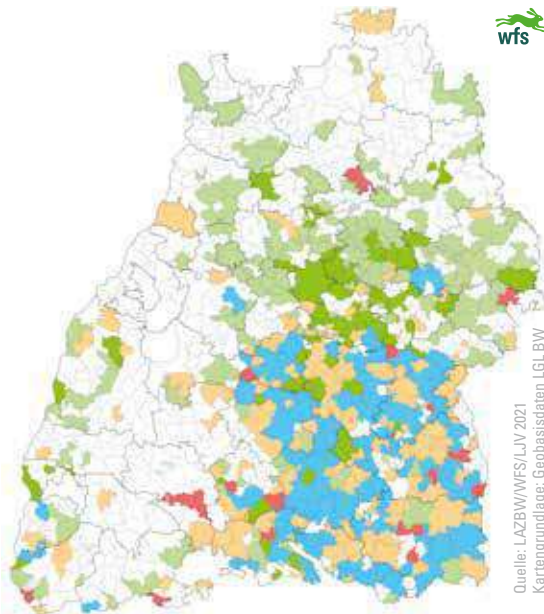 wfs
Quelle: LAZBW/WFS/LJV 2021
Kartengrundlage: Geobasisdaten LGL BW